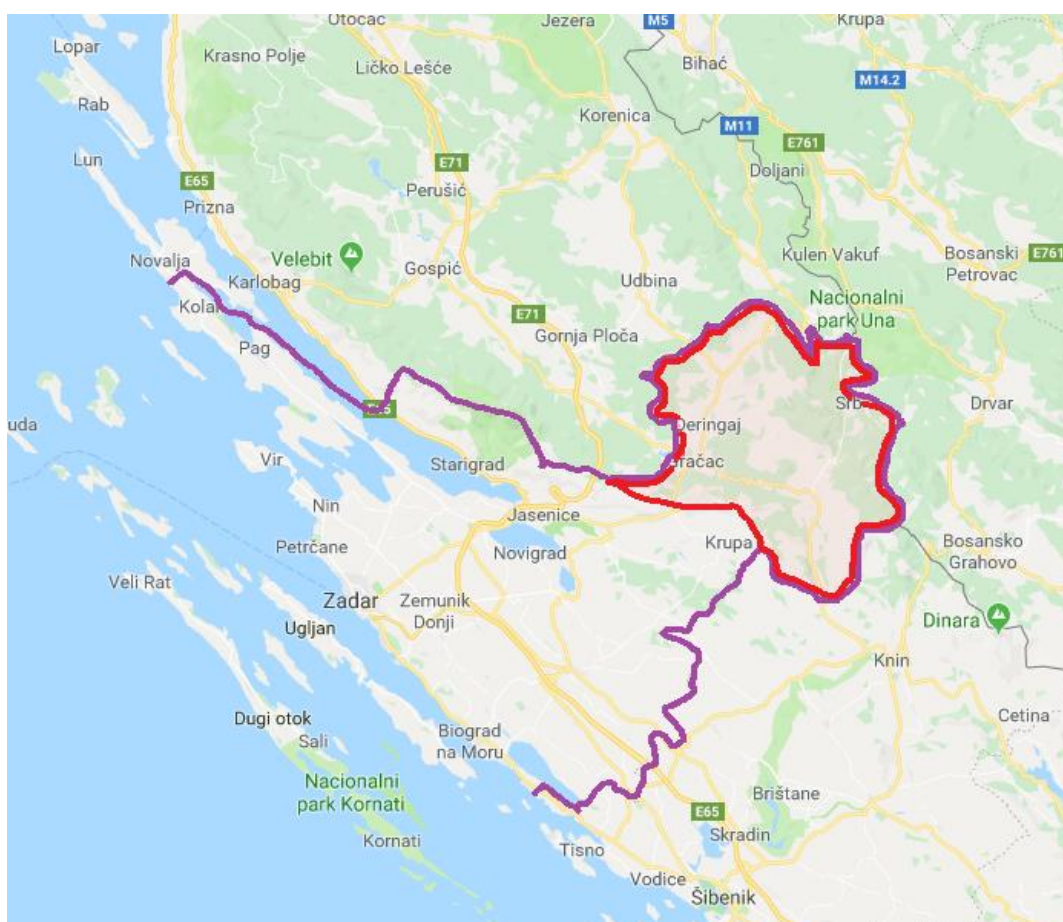 Otočac
Jezera
M5
Krupa
Lopar
Krasno Polje
Ličko Lešće
Bihać
M14.2
Rab
Korenica
M11
E761
Lun
E71
Doljani
E65
Perušić
Prizna
Velebit
Kulen Vakuf
Bosanski
Petrovac
E761
Novalja
Karlobag
Gospić
Udbina
Kolan
Nacionalni
park Una
E71
Gornja Ploča
Pag
Drvar
Srb
Deringaj
Starigrad
Gračac
Vir
Nin
Jasenice
Petrčane
Novigrad
Krupa
Bosansko
Grahovo
Veli Rat
Zadar
Zemunik
Donji
Ugljan
Dinara
Knin
Dugi otok
Sali
Biograd
na Moru
Cetina
Nacionalni
park Kornati
Brištane
E65
Kornati
Skradin
Tisno
Vodice
Šibenik